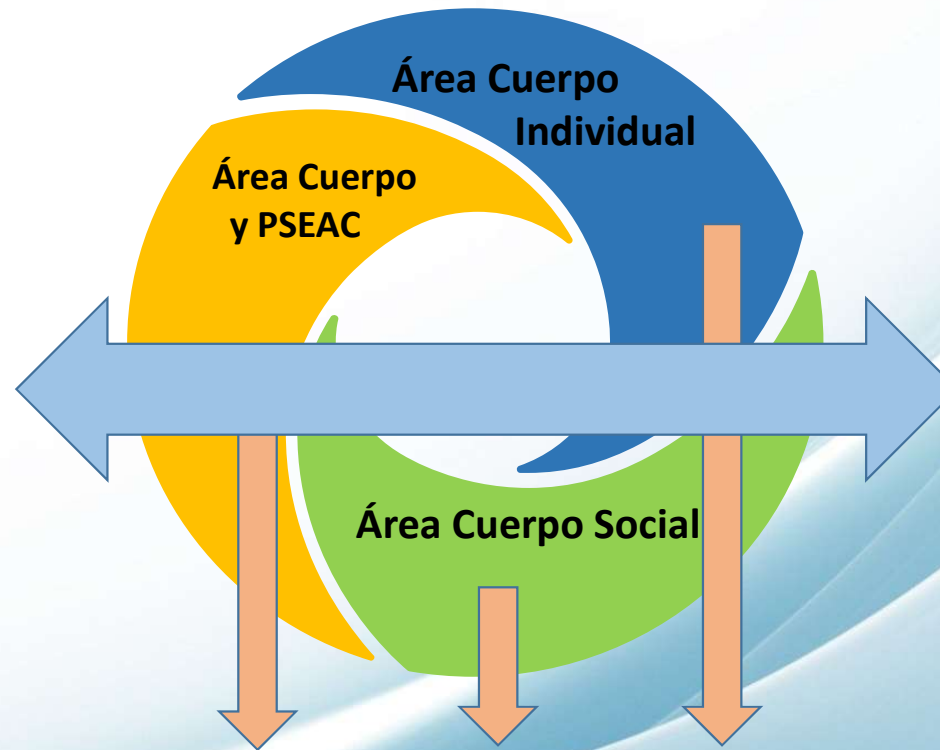 Área Cuerpo
Individual
Área Cuerpo
y PSEAC
Área Cuerpo Social